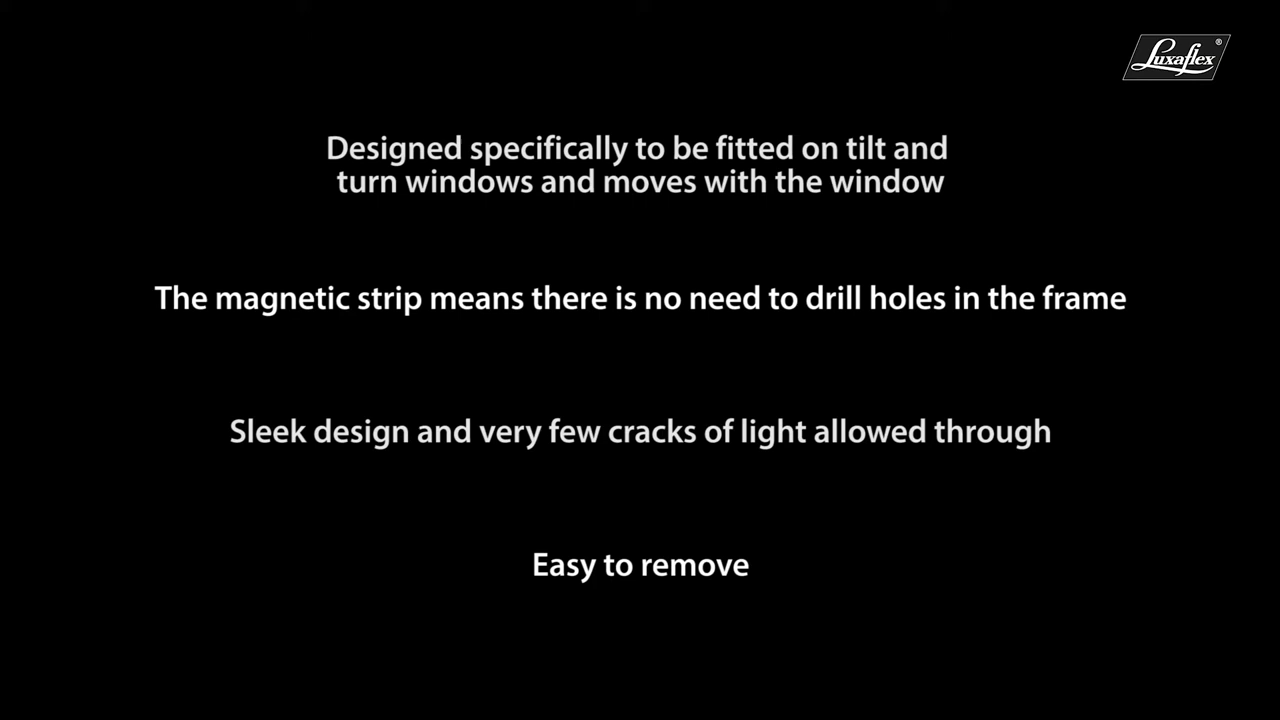 Luxaflex®
Designed specifically to be fitted on tilt and
turn windows and moves with the window
The magnetic strip means there is no need to drill holes in the frame
Sleek design and very few cracks of light allowed through
Easy to remove